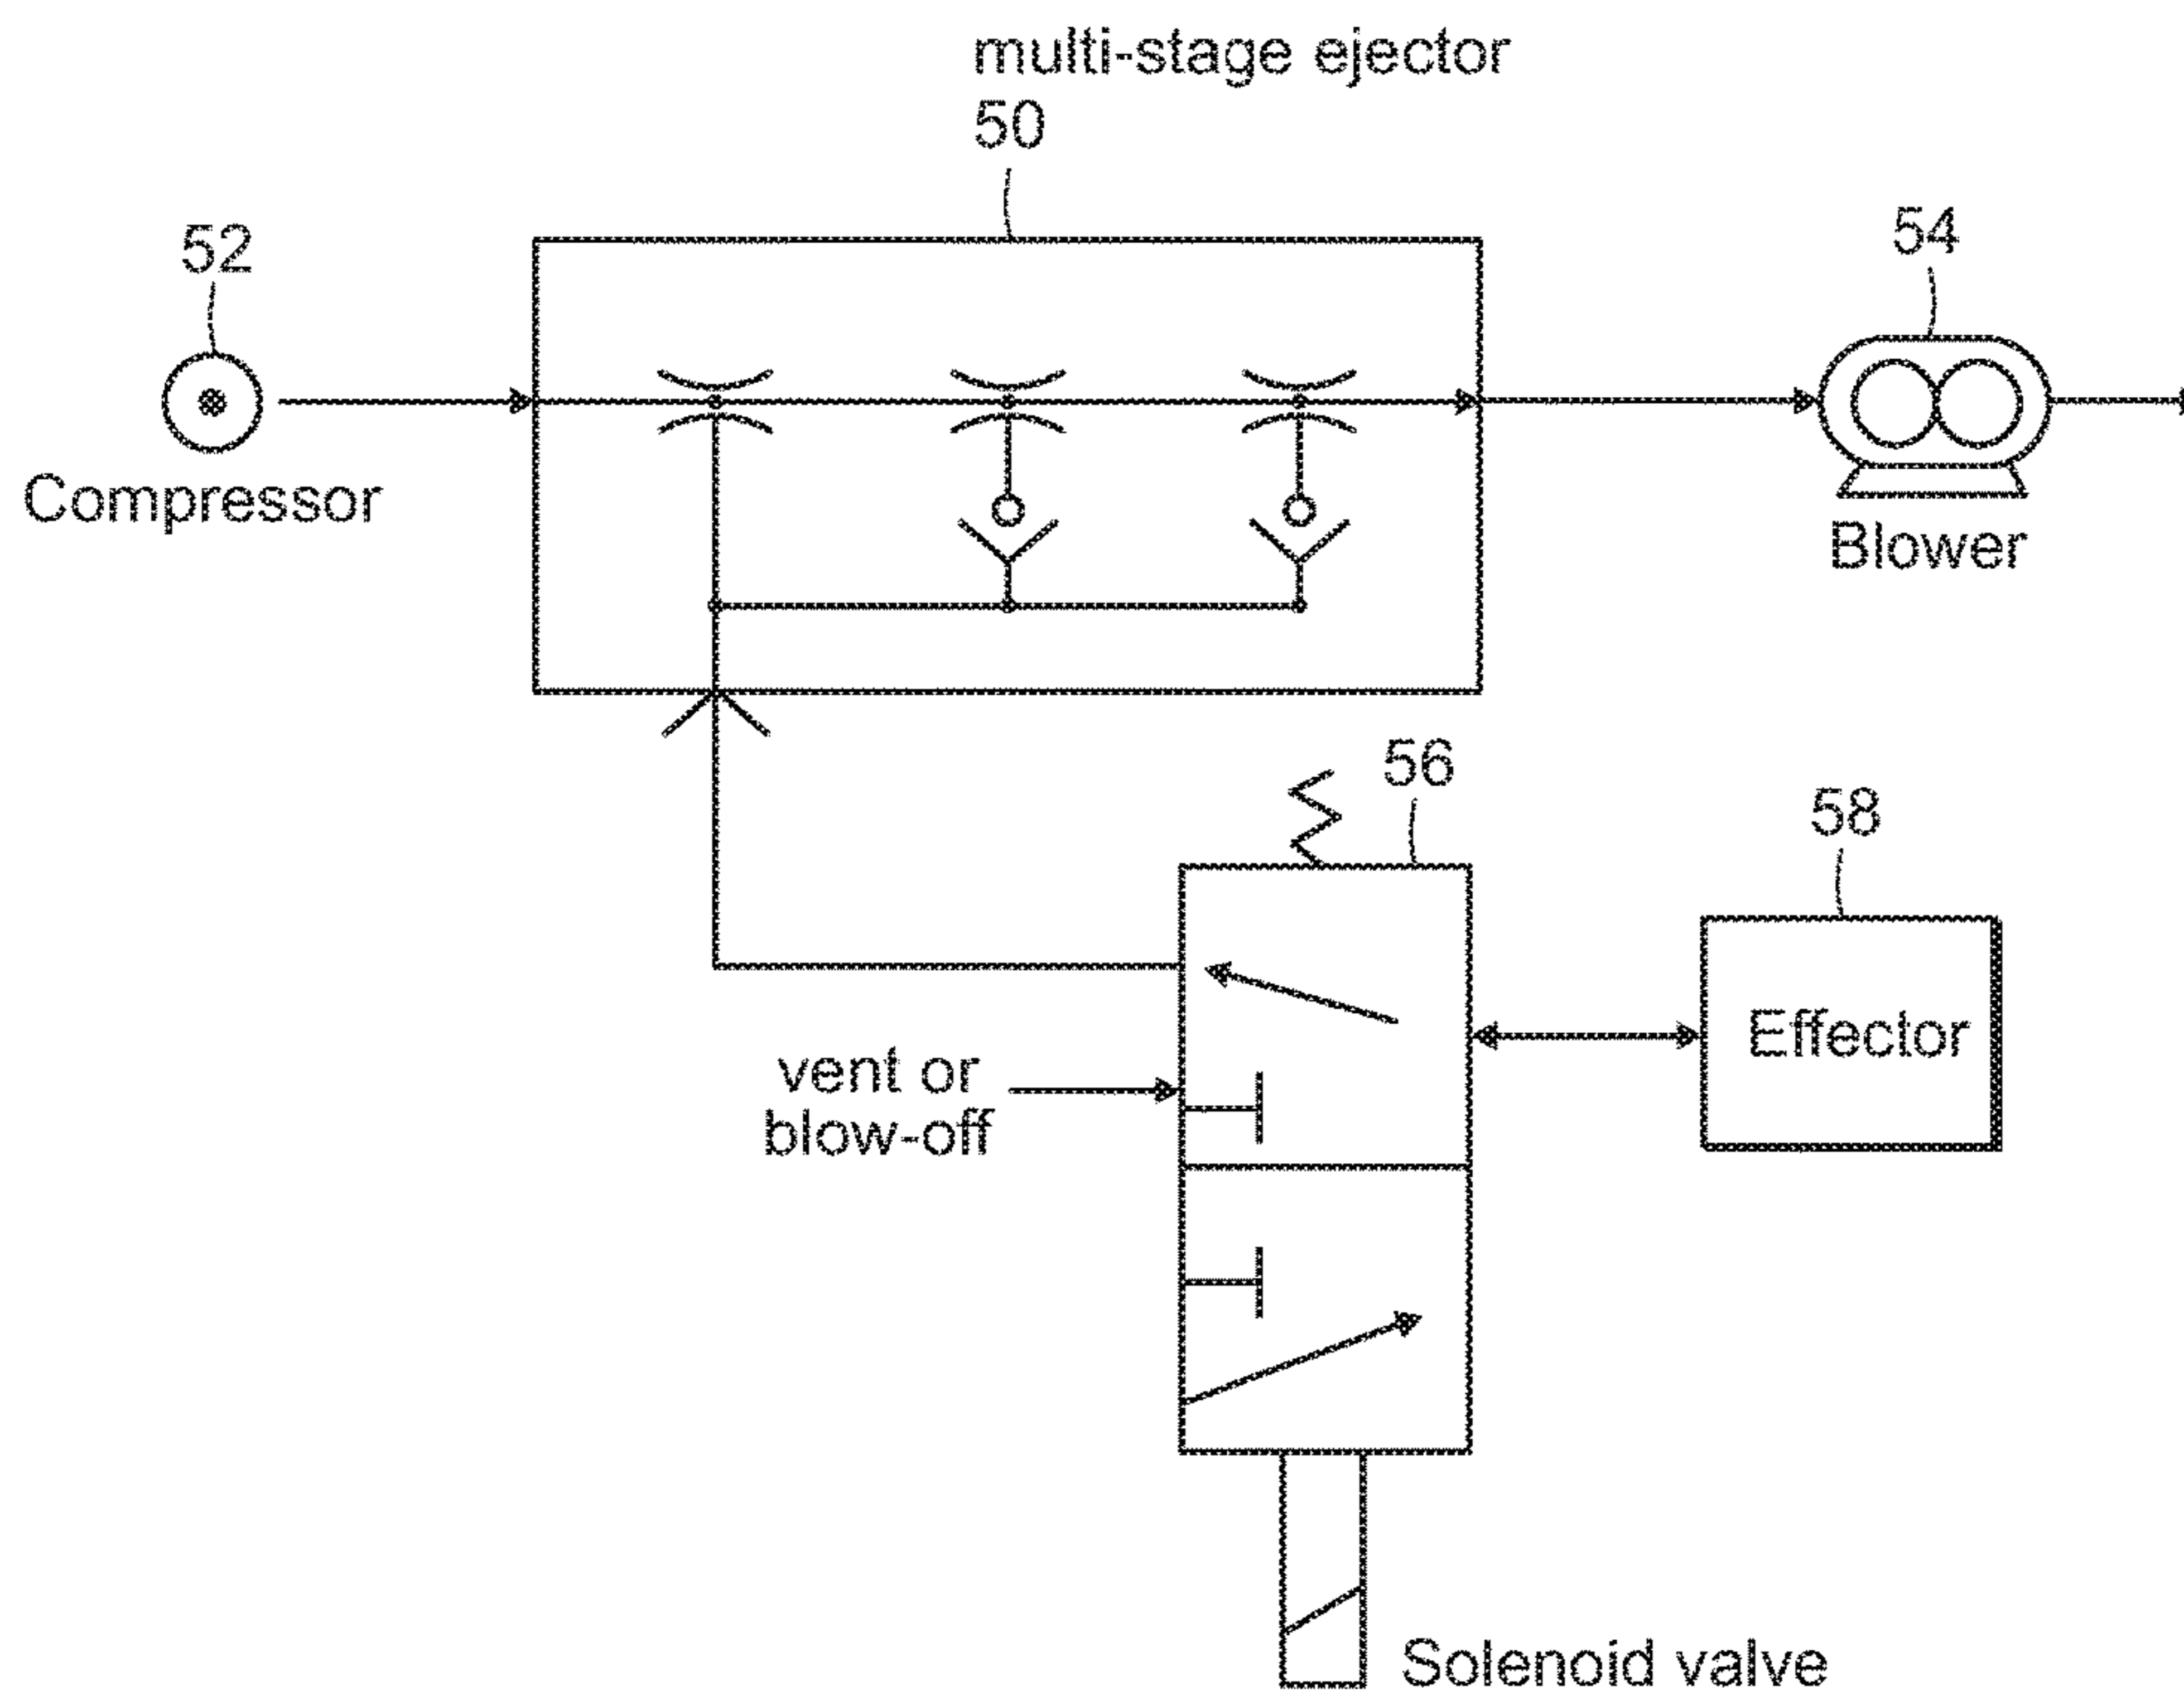 multi-stage ejector
50
52
54
Compressor
Blower
56
58
Effector
vent or
blow-off
Solenoid valve